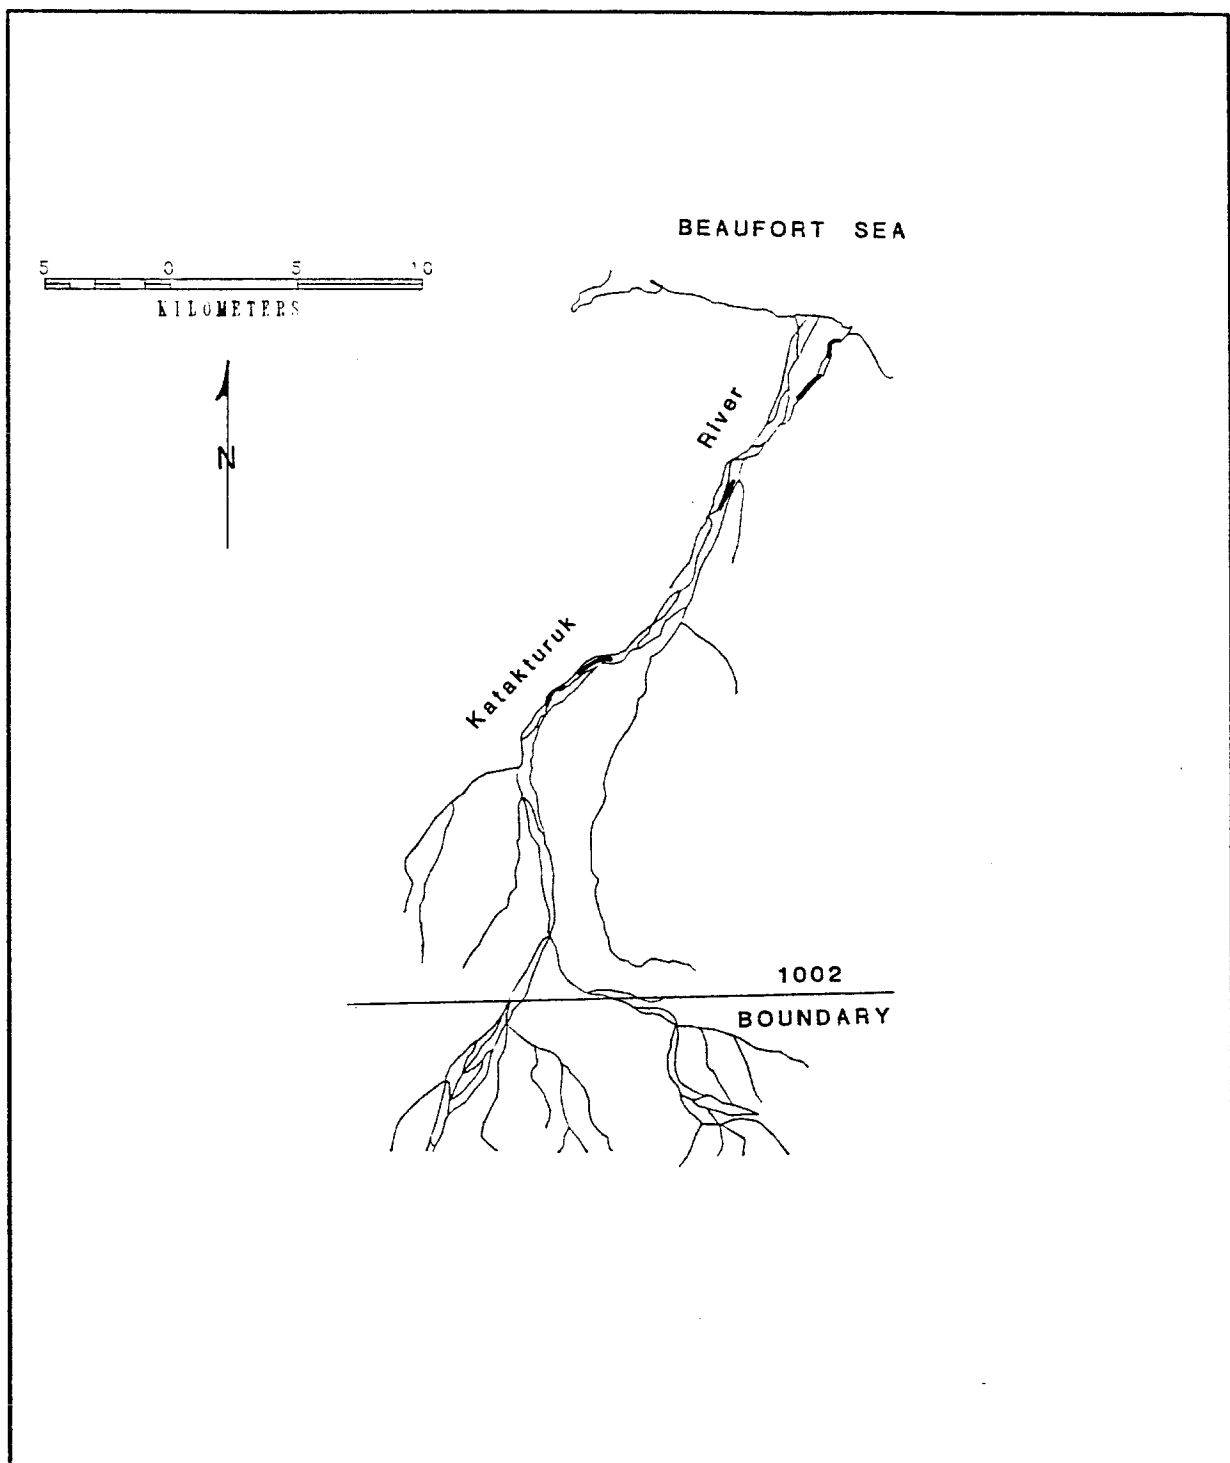 BEAUFORT SEA
5 0 5 10
KILOMETERS
N
River
Katakturuk
1002
BOUNDARY